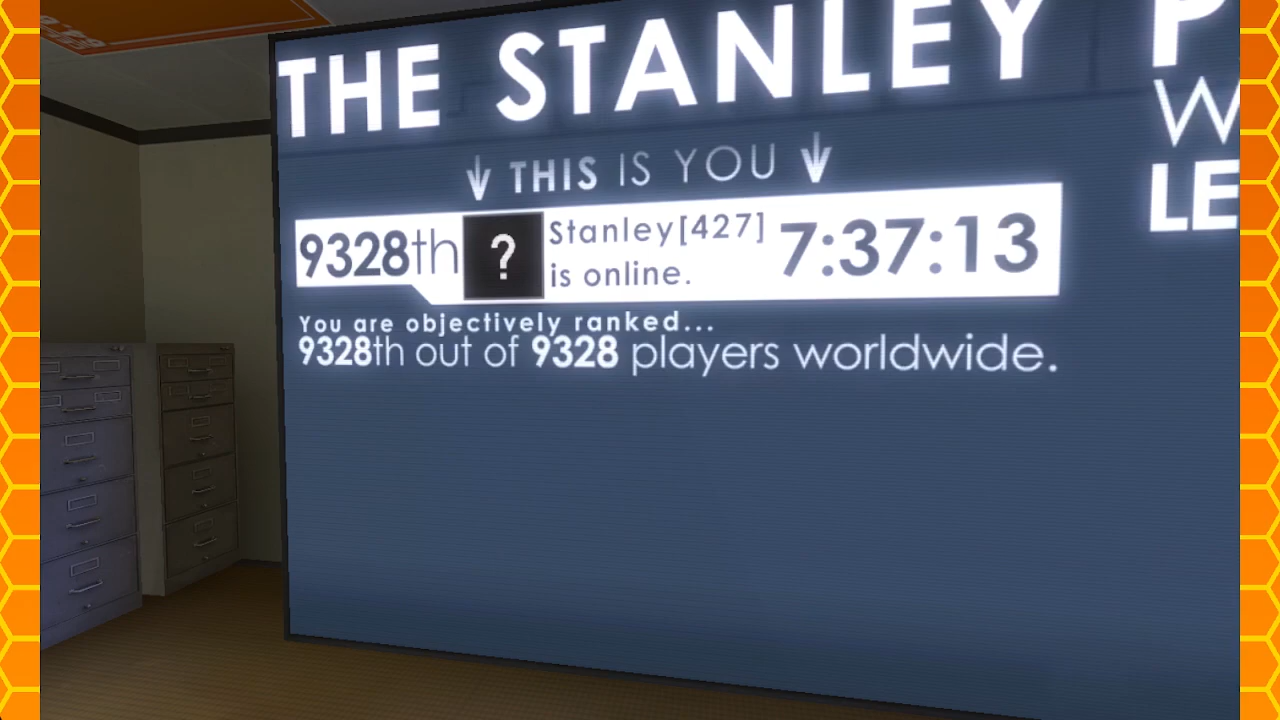 THE STANLEY P
W
LE
THIS IS YOU
9328th ? Stanley[427] is online. 7:37:13
You are objectively ranked...
9328th out of 9328 players worldwide.